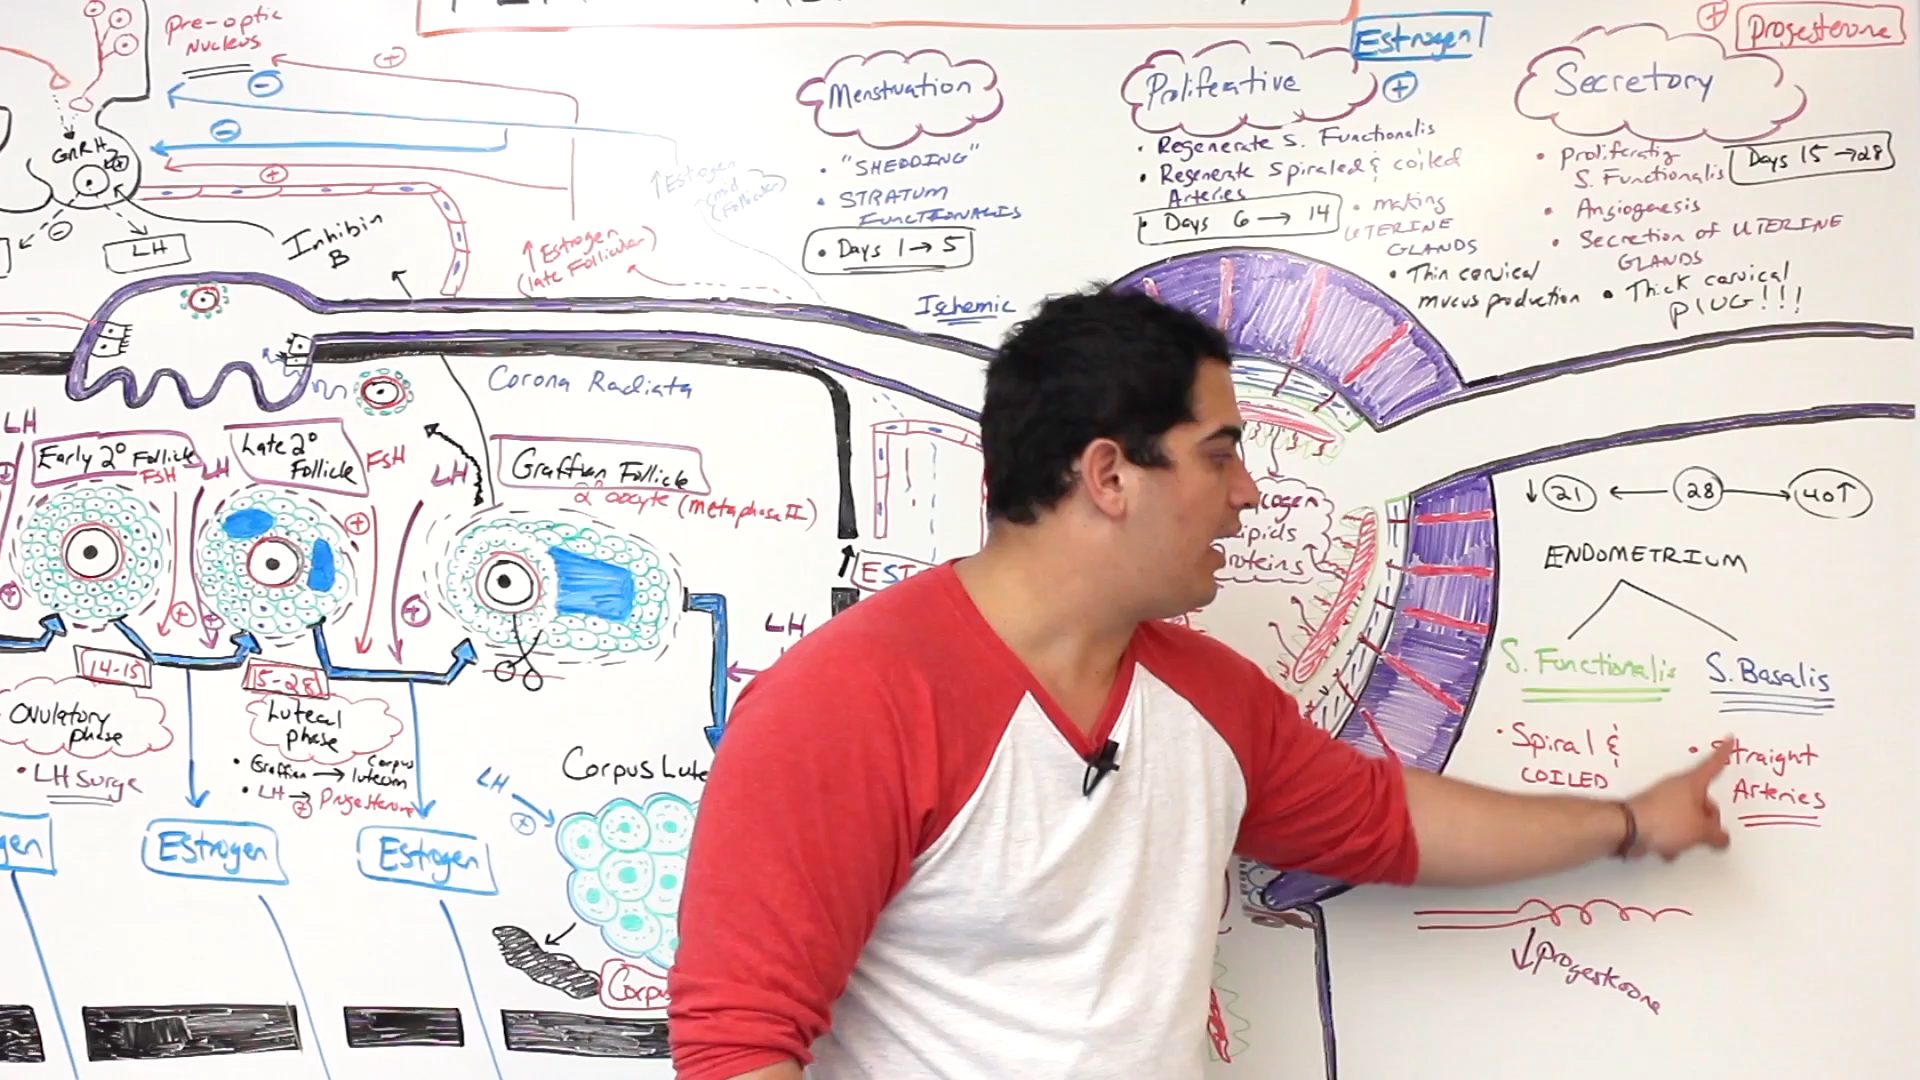 Pre-optic
Nucleus
GnRH
LH
Inhibin
B
↑Estrogen
(mid
follicular)
↑Estrogen
(late Follicular)
Menstruation
• "SHEDDING"
• STRATUM
FUNCTIONALIS
• Days 1 → 5
Ischemic
Estrogen
Proliferative
• Regenerate S. Functionalis
• Regenerate Spiraled & coiled
Arteries
• Days 6 → 14
• making
UTERINE
GLANDS
• Thin cervical
mucus production
Progesterone
Secretory
Days 15 → 28
• Proliferatig
S. Functionalis
• Angiogenesis
• Secretion of UTERINE
GLANDS
• Thick cervical
PLUG!!!
Corona Radiata
LH
Early 2° Follicle
FSH
LH
Late 2°
Follicle
FSH
LH
Graffian Follicle
2° oocyte (metaphase II)
14-15
Ovulatory
phase
• LH Surge
15-28
Luteal
phase
• Graffian → Corpus
luteum
• LH → Progesterone
Estrogen
Estrogen
LH
Corpus Lute
LH
Corpus
EST
Lipids
Proteins
↓ 21 ← 28 → 40↑
ENDOMETRIUM
S. Functionalis
S. Basalis
• Spiral &
COILED
• Straight
Arteries
↓Progesterone